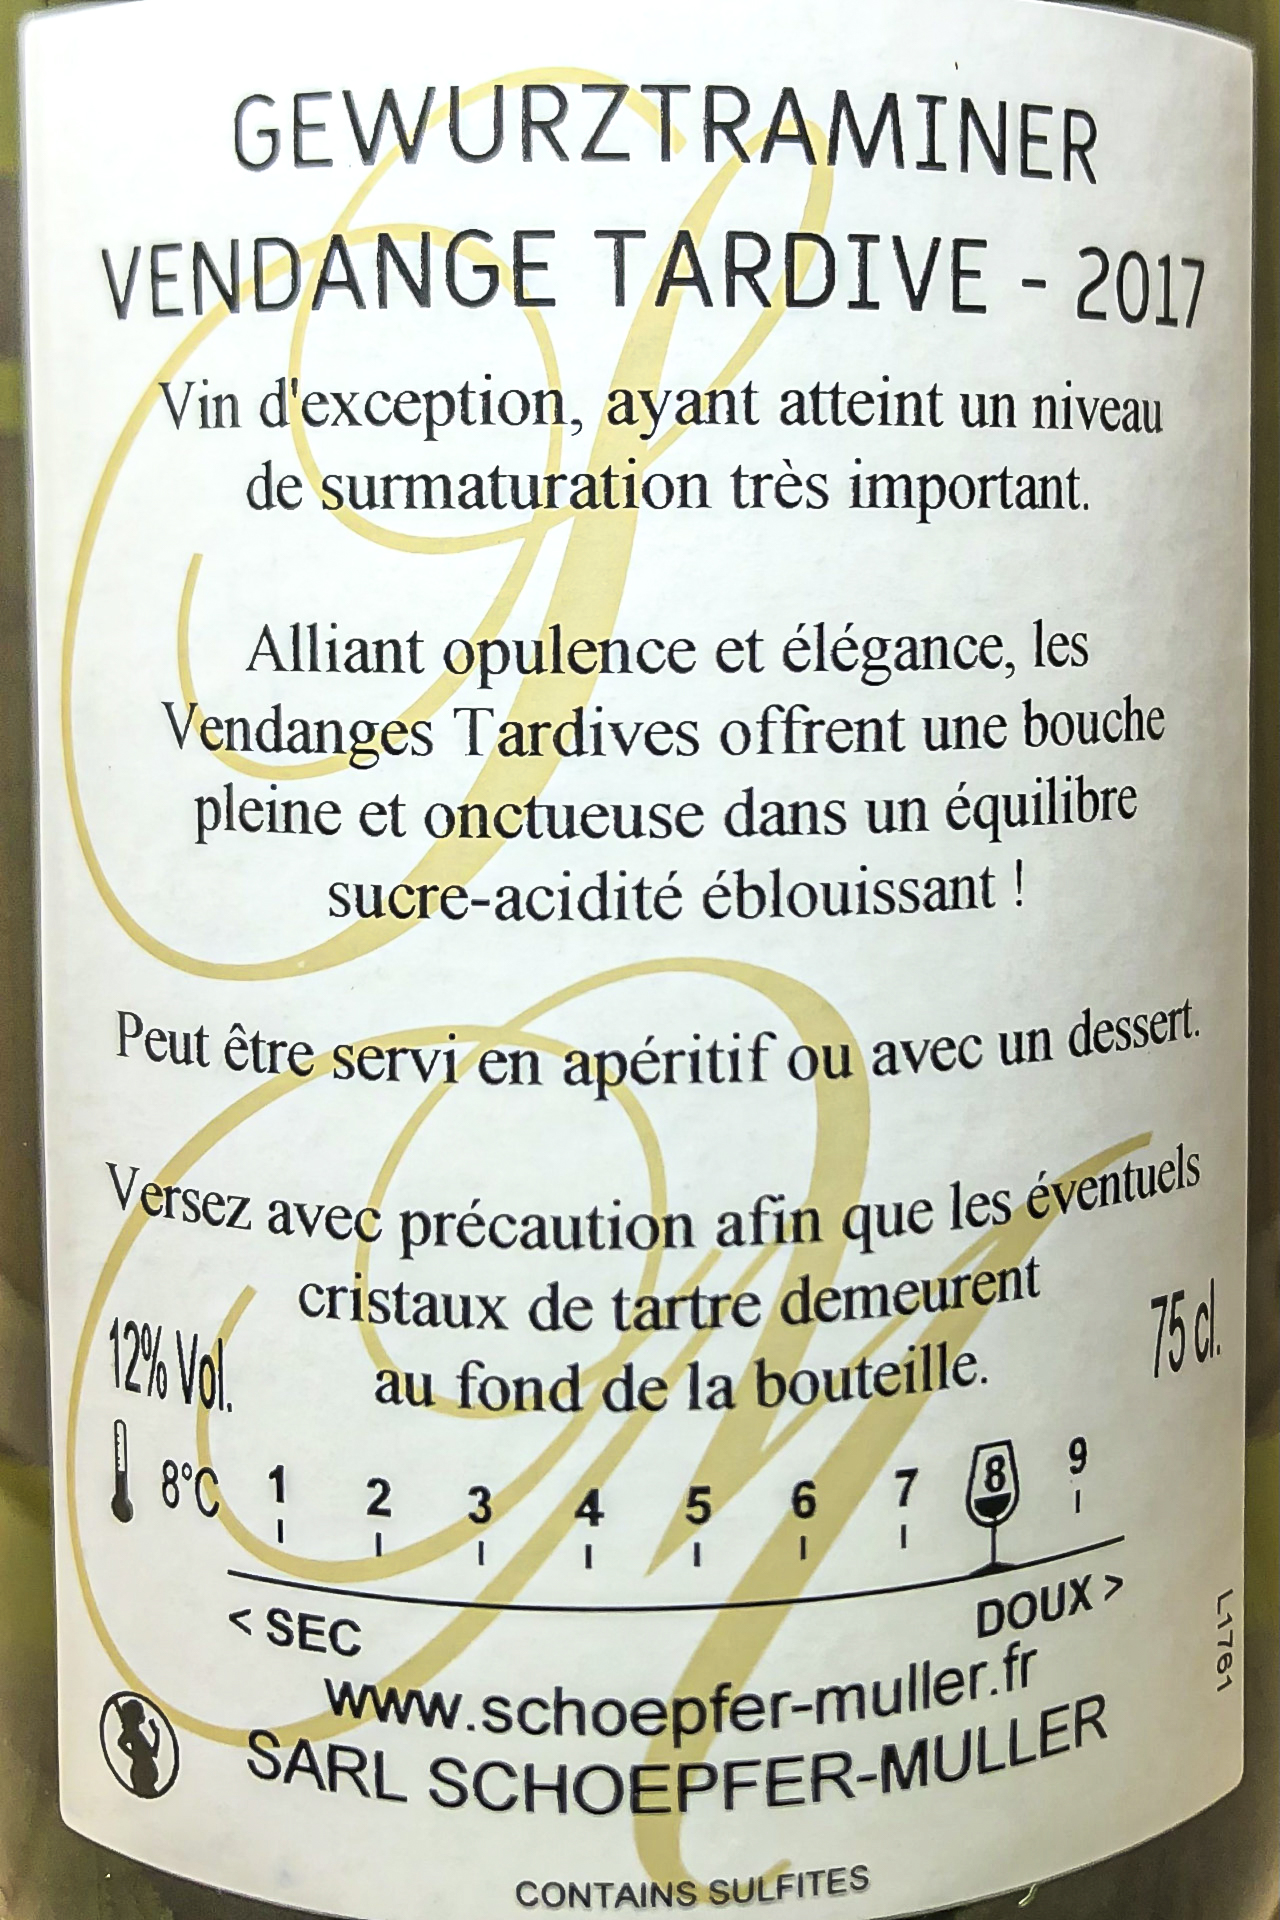 GEWURZTRAMINER
VENDANGE TARDIVE - 2017
Vin d'exception, ayant atteint un niveau
de surmaturation très important.
Alliant opulence et élégance, les
Vendanges Tardives offrent une bouche
pleine et onctueuse dans un équilibre
sucre-acidité éblouissant !
Peut être servi en apéritif ou avec un dessert.
Versez avec précaution afin que les éventuels
cristaux de tartre demeurent
au fond de la bouteille.
12% Vol.
75 cl.
8°C
1 2 3 4 5 6 7 8 9
< SEC
DOUX >
L1761
www.schoepfer-muller.fr
SARL SCHOEPFER-MULLER
CONTAINS SULFITES